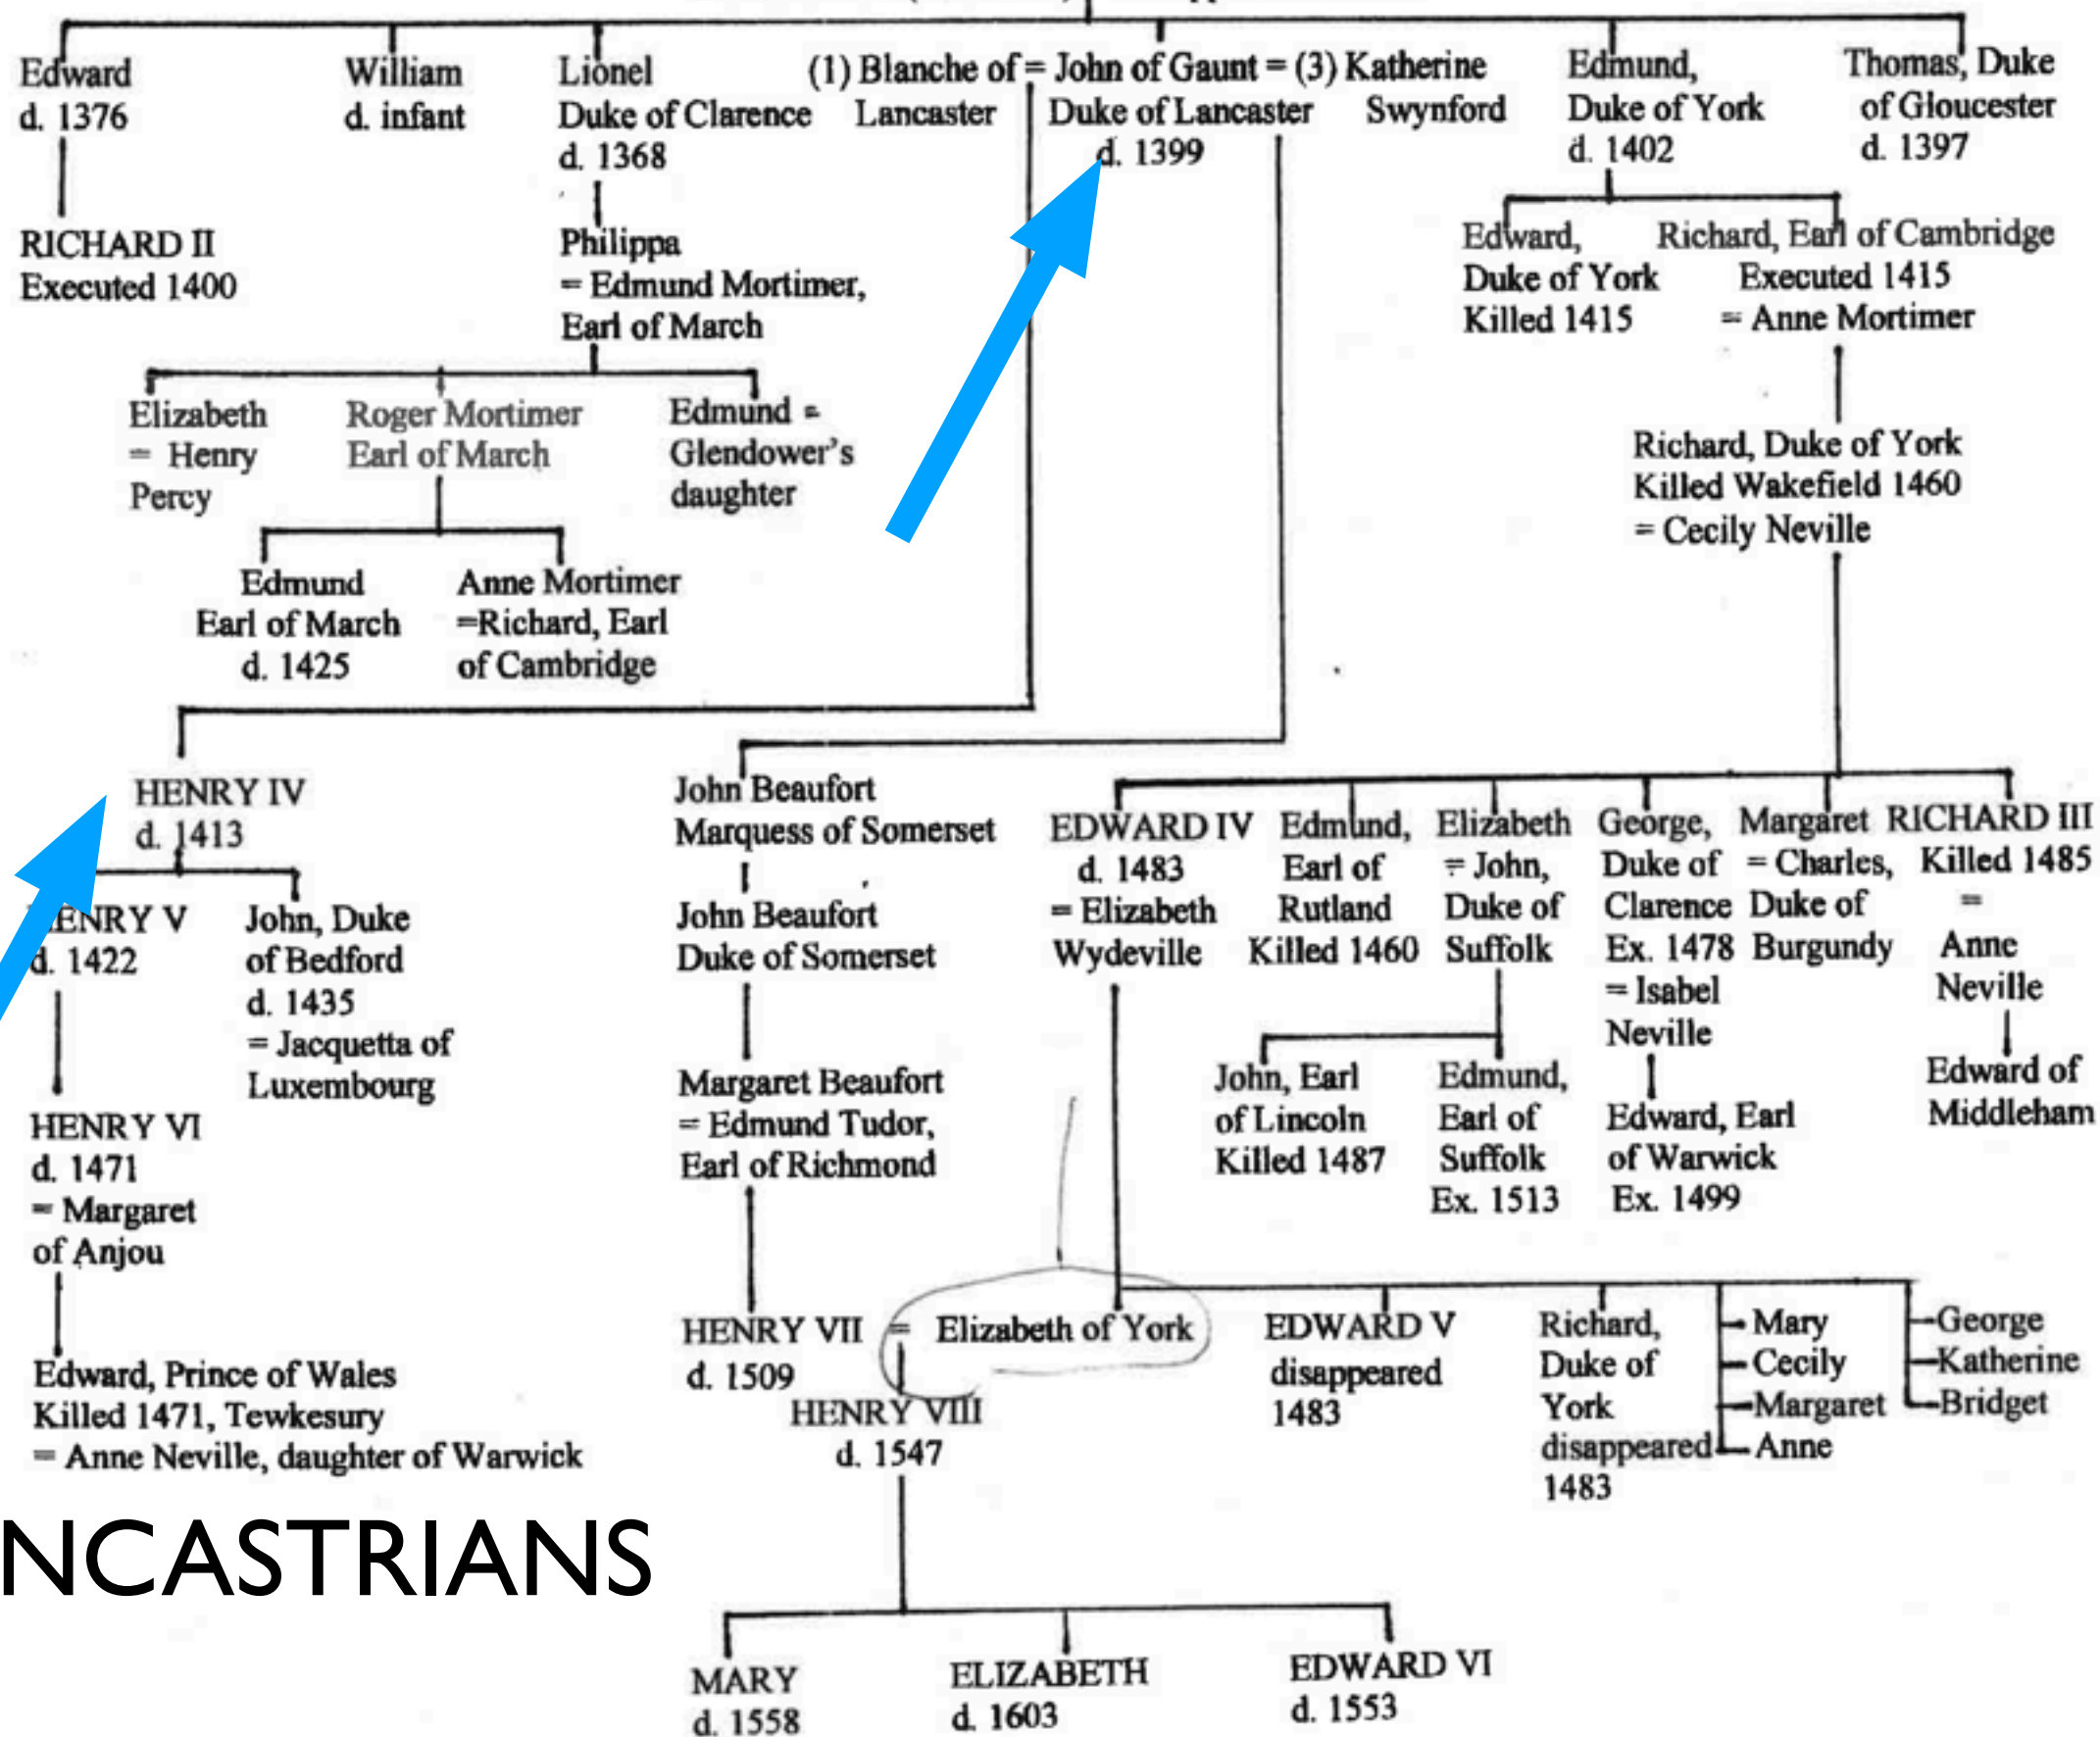 Edward
d. 1376
William
d. infant
Lionel
Duke of Clarence
d. 1368
(1) Blanche of = John of Gaunt = (3) Katherine
Lancaster Duke of Lancaster Swynford
d. 1399
Edmund,
Duke of York
d. 1402
Thomas, Duke
of Gloucester
d. 1397
RICHARD II
Executed 1400
Philippa
= Edmund Mortimer,
Earl of March
Edward,
Duke of York
Killed 1415
Richard, Earl of Cambridge
Executed 1415
= Anne Mortimer
Elizabeth
= Henry
Percy
Roger Mortimer
Earl of March
Edmund =
Glendower's
daughter
Richard, Duke of York
Killed Wakefield 1460
= Cecily Neville
Edmund
Earl of March
d. 1425
Anne Mortimer
=Richard, Earl
of Cambridge
HENRY IV
d. 1413
John Beaufort
Marquess of Somerset
EDWARD IV
d. 1483
= Elizabeth
Wydeville
Edmund,
Earl of
Rutland
Killed 1460
Elizabeth
= John,
Duke of
Suffolk
George,
Duke of
Clarence
Ex. 1478
= Isabel
Neville
Margaret
= Charles,
Duke of
Burgundy
RICHARD III
Killed 1485
=
Anne
Neville
ENRY V
d. 1422
John, Duke
of Bedford
d. 1435
= Jacquetta of
Luxembourg
John Beaufort
Duke of Somerset
HENRY VI
d. 1471
= Margaret
of Anjou
Margaret Beaufort
= Edmund Tudor,
Earl of Richmond
John, Earl
of Lincoln
Killed 1487
Edmund,
Earl of
Suffolk
Ex. 1513
Edward, Earl
of Warwick
Ex. 1499
Edward of
Middleham
Edward, Prince of Wales
Killed 1471, Tewkesury
= Anne Neville, daughter of Warwick
HENRY VII = Elizabeth of York
d. 1509
HENRY VIII
d. 1547
EDWARD V
disappeared
1483
Richard,
Duke of
York
disappeared
1483
Mary
Cecily
Margaret
Anne
George
Katherine
Bridget
NCASTRIANS
MARY
d. 1558
ELIZABETH
d. 1603
EDWARD VI
d. 1553